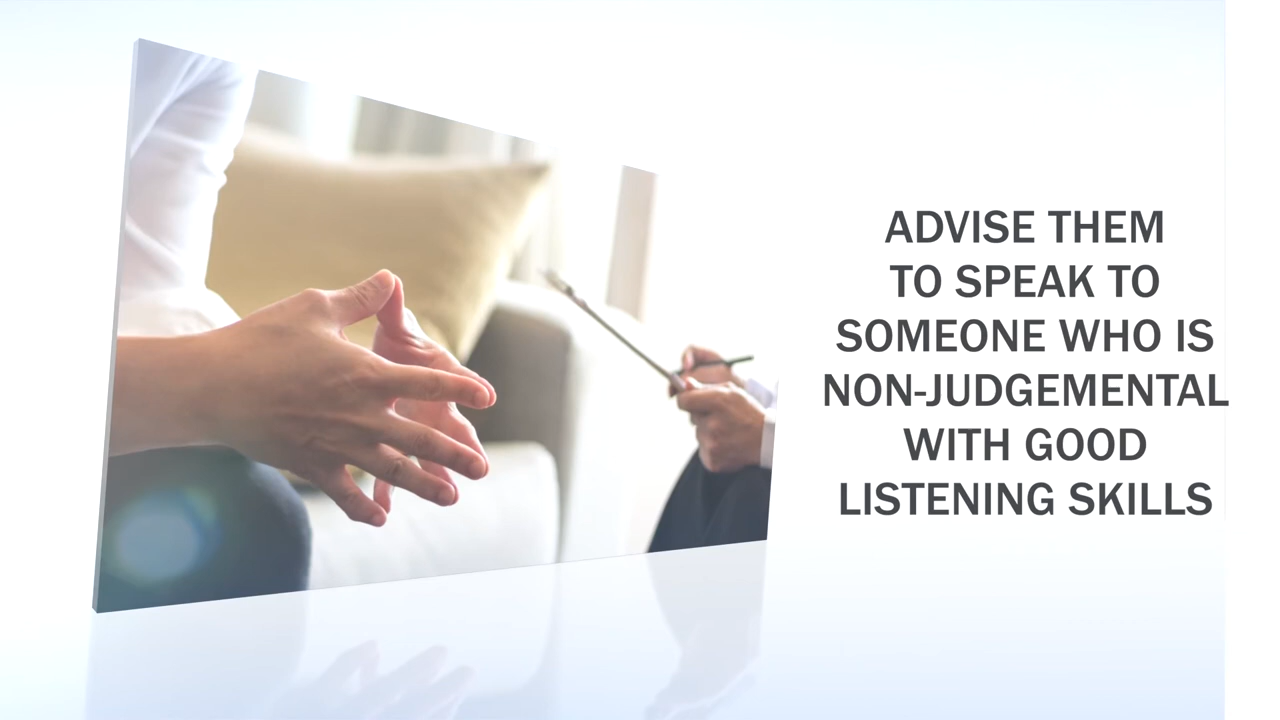 ADVISE THEM
TO SPEAK TO
SOMEONE WHO IS
NON-JUDGEMENTAL
WITH GOOD
LISTENING SKILLS